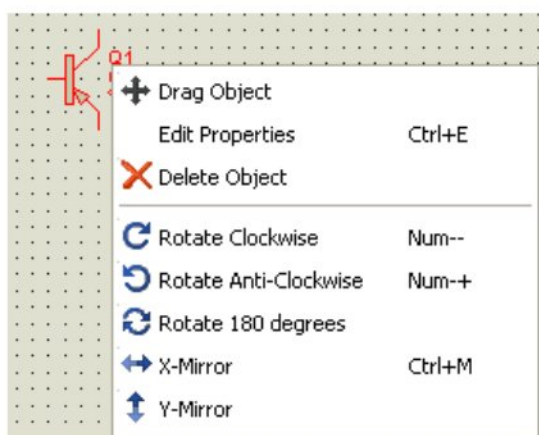 Q1
Drag Object
Edit Properties Ctrl+E
Delete Object
Rotate Clockwise Num--
Rotate Anti-Clockwise Num-+
Rotate 180 degrees
X-Mirror Ctrl+M
Y-Mirror